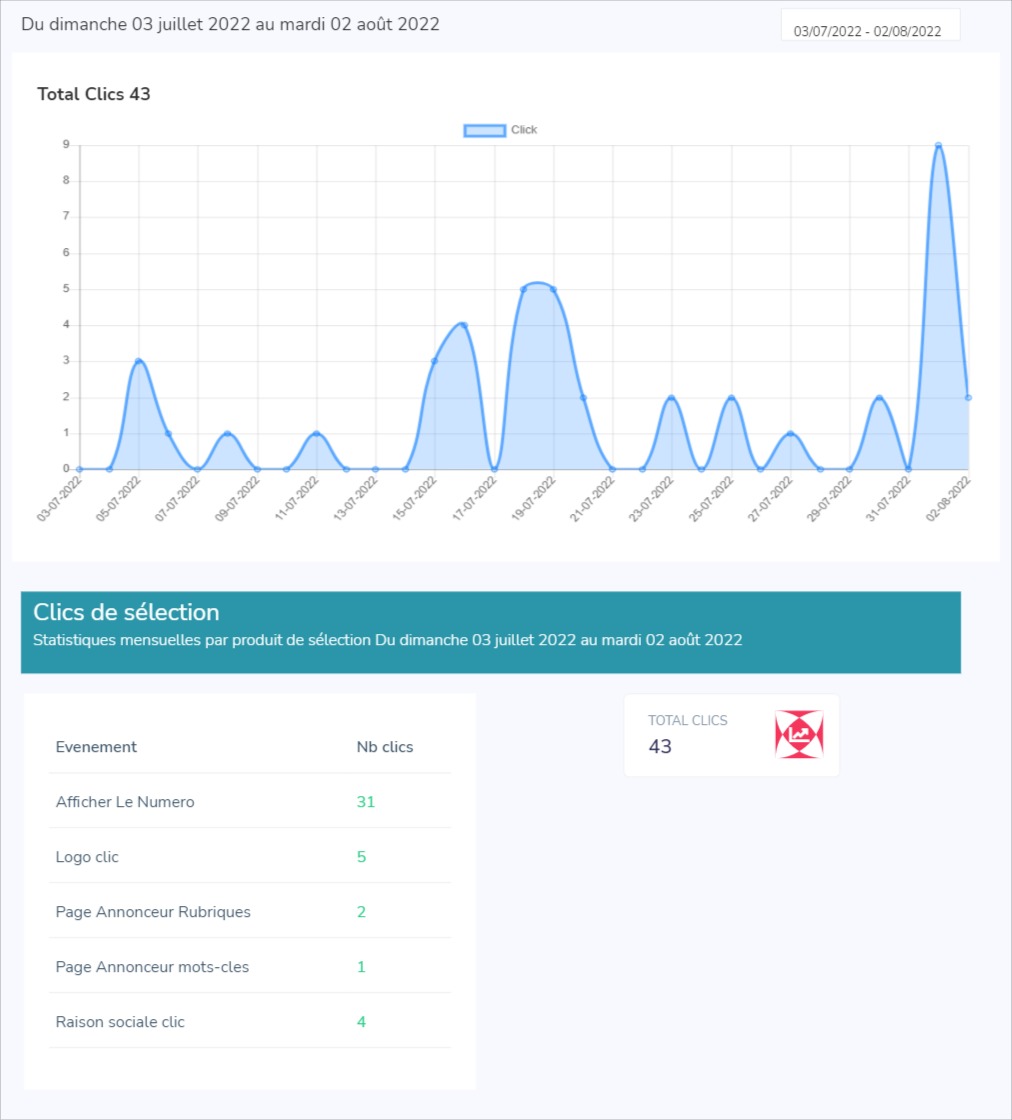 Du dimanche 03 juillet 2022 au mardi 02 août 2022
03/07/2022 - 02/08/2022
Total Clics 43
Click
9
8
7
6
5
4
3
2
1
0
03-07-2022
05-07-2022
07-07-2022
09-07-2022
11-07-2022
13-07-2022
15-07-2022
17-07-2022
19-07-2022
21-07-2022
23-07-2022
25-07-2022
27-07-2022
29-07-2022
31-07-2022
02-08-2022
Clics de sélection
Statistiques mensuelles par produit de sélection Du dimanche 03 juillet 2022 au mardi 02 août 2022
Evenement Nb clics
Afficher Le Numero 31
Logo clic 5
Page Annonceur Rubriques 2
Page Annonceur mots-cles 1
Raison sociale clic 4
TOTAL CLICS
43